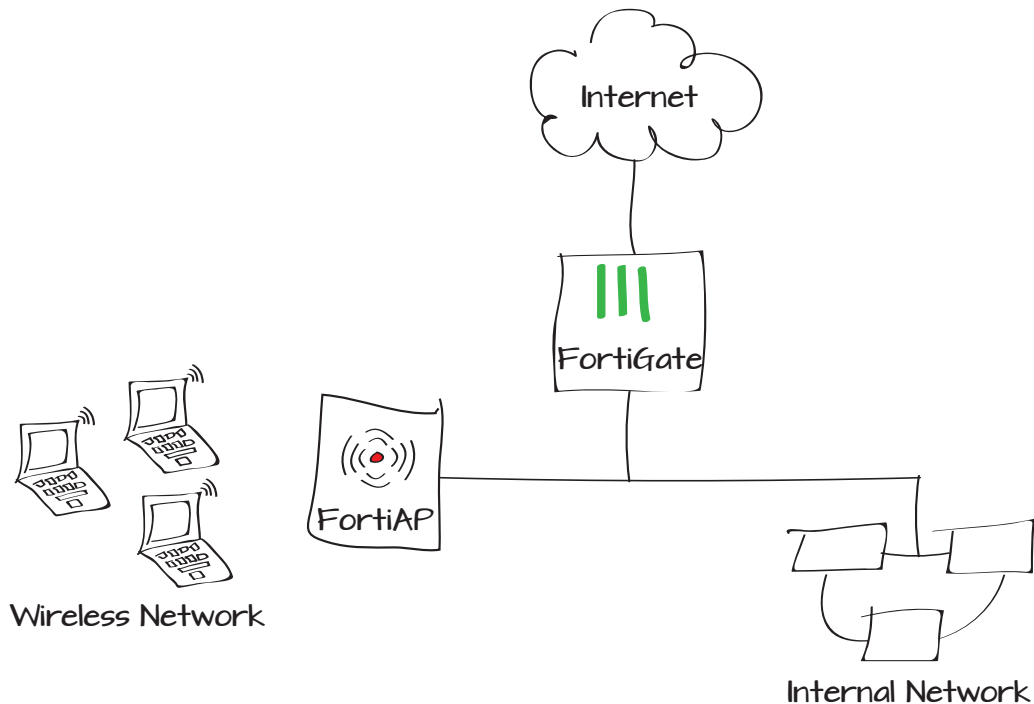 Internet
FortiGate
FortiAP
Wireless Network
Internal Network